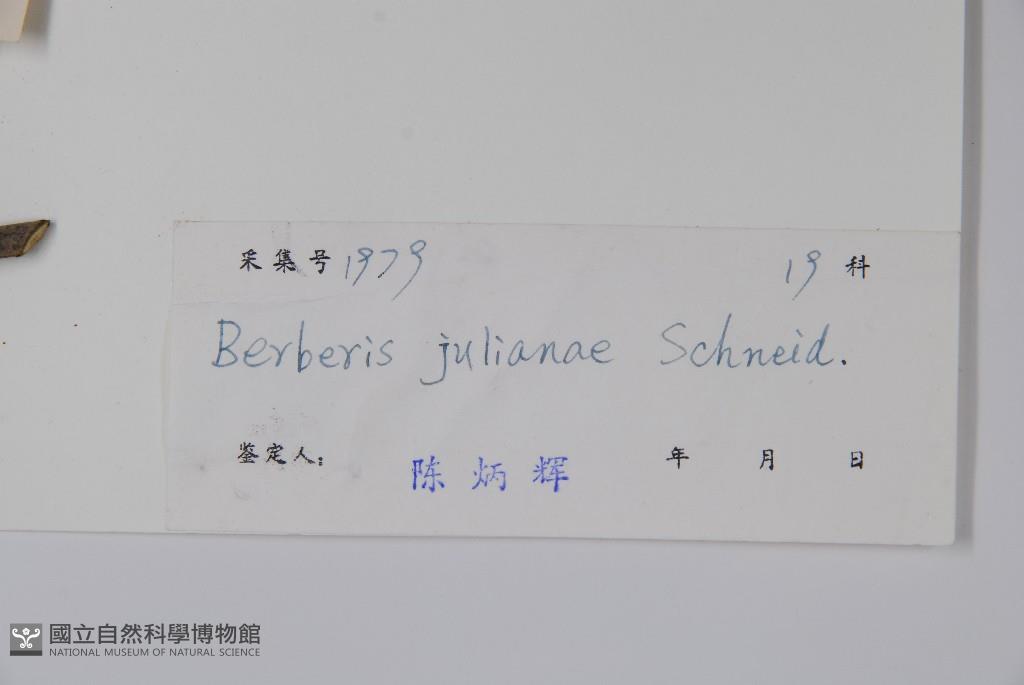 采集号 1979 19 科
Berberis julianae Schneid.
鉴定人: 陈炳辉 年 月 日
國立自然科學博物館
NATIONAL MUSEUM OF NATURAL SCIENCE